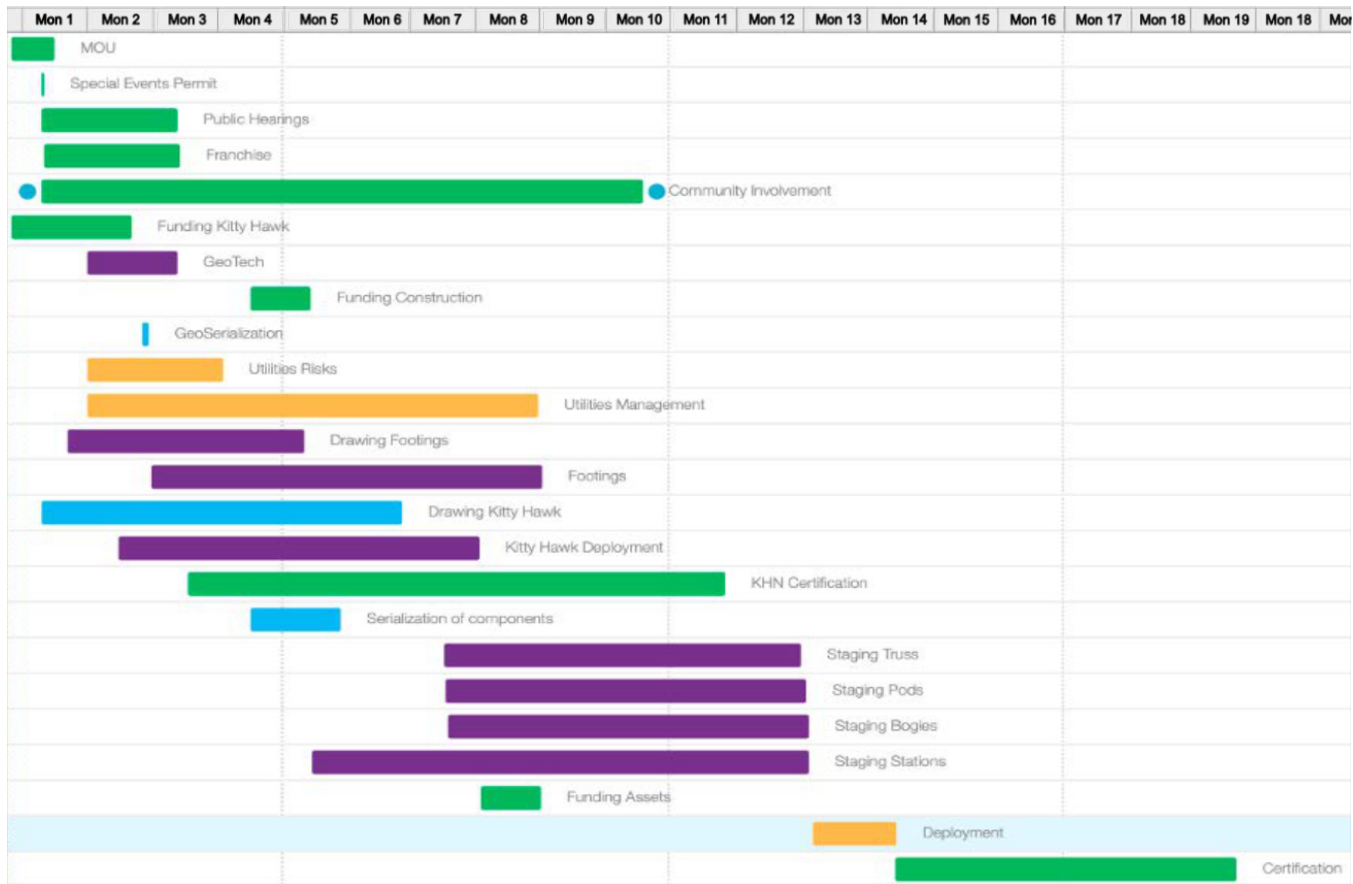 Mon 1 Mon 2 Mon 3 Mon 4 Mon 5 Mon 6 Mon 7 Mon 8 Mon 9 Mon 10 Mon 11 Mon 12 Mon 13 Mon 14 Mon 15 Mon 16 Mon 17 Mon 18 Mon 19 Mon 18 Mon
MOU
Special Events Permit
Public Hearings
Franchise
Community Involvement
Funding Kitty Hawk
GeoTech
Funding Construction
GeoSerialization
Utilities Risks
Utilities Management
Drawing Footings
Footings
Drawing Kitty Hawk
Kitty Hawk Deployment
KHN Certification
Serialization of components
Staging Truss
Staging Pods
Staging Bogies
Staging Stations
Funding Assets
Deployment
Certification